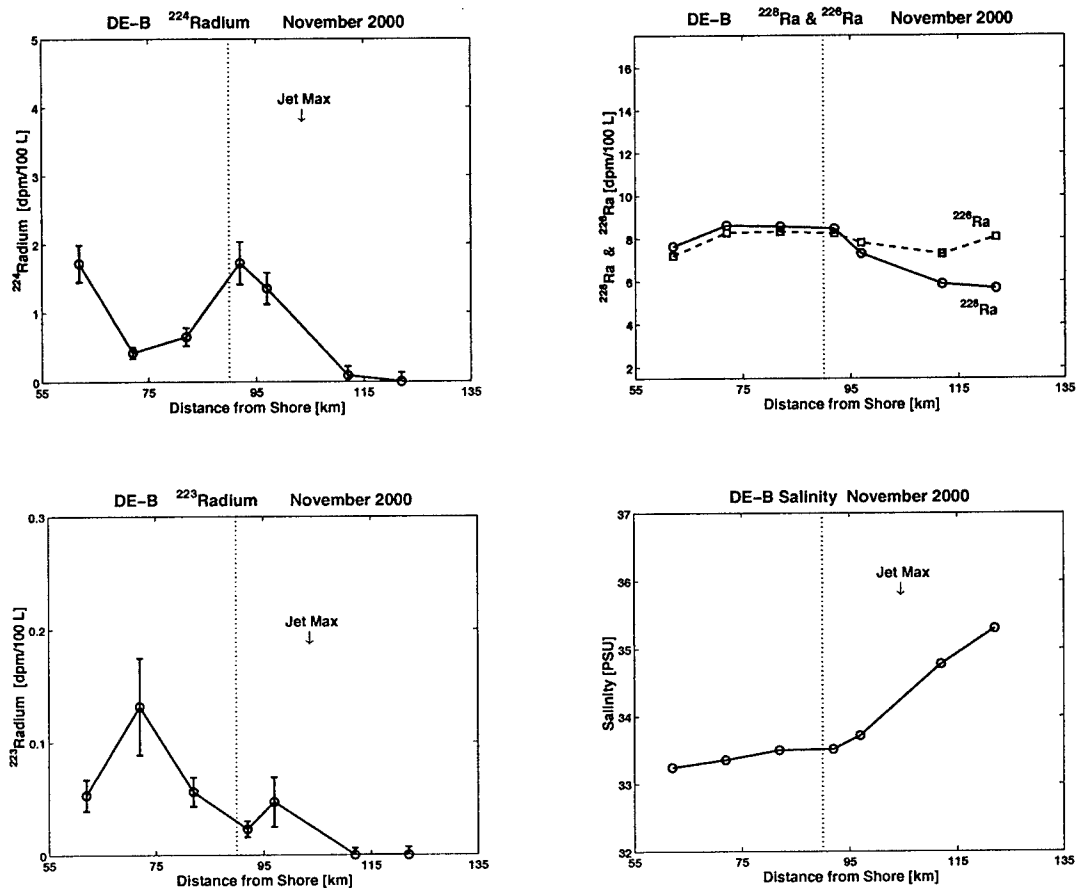 DE-B ²²⁴Radium November 2000
5
4
3
2
1
0
²²⁴Radium [dpm/100 L]
Jet Max
↓
55 75 95 115 135
Distance from Shore [km]
DE-B ²²⁸Ra & ²²⁶Ra November 2000
16
14
12
10
8
6
4
2
²²⁸Ra & ²²⁶Ra [dpm/100 L]
²²⁶Ra
²²⁸Ra
55 75 95 115 135
Distance from Shore [km]
DE-B ²²³Radium November 2000
0.3
0.2
0.1
0
²²³Radium [dpm/100 L]
Jet Max
↓
55 75 95 115 135
Distance from Shore [km]
DE-B Salinity November 2000
37
36
35
34
33
32
Salinity [PSU]
Jet Max
↓
55 75 95 115 135
Distance from Shore [km]